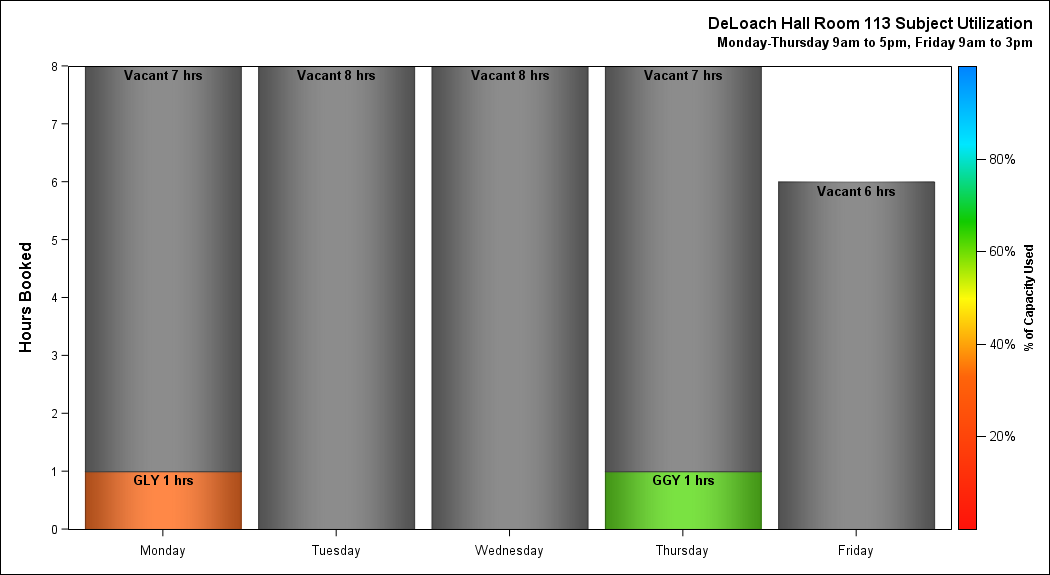 DeLoach Hall Room 113 Subject Utilization
Monday-Thursday 9am to 5pm, Friday 9am to 3pm
Hours Booked
8
7
6
5
4
3
2
1
0
Vacant 7 hrs
Vacant 8 hrs
Vacant 8 hrs
Vacant 7 hrs
Vacant 6 hrs
GLY 1 hrs
GGY 1 hrs
Monday
Tuesday
Wednesday
Thursday
Friday
80%
60%
40%
20%
% of Capacity Used